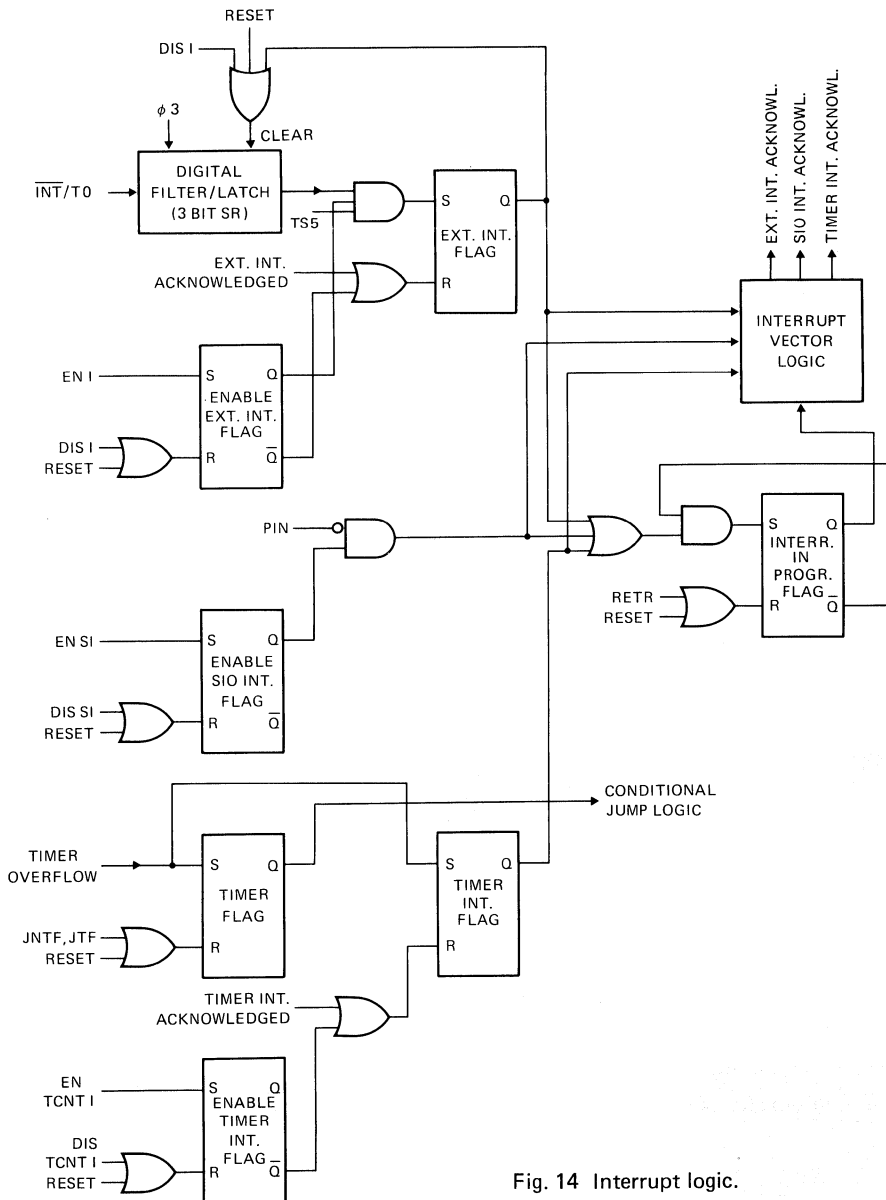 RESET
DIS I
φ 3
CLEAR
INT/T0
DIGITAL
FILTER/LATCH
(3 BIT SR)
TS5
S
Q
EXT. INT.
FLAG
R
EXT. INT.
ACKNOWLEDGED
EXT. INT. ACKNOWL.
SIO INT. ACKNOWL.
TIMER INT. ACKNOWL.
INTERRUPT
VECTOR
LOGIC
EN I
S
Q
ENABLE
EXT. INT.
FLAG
R
Q̅
DIS I
RESET
PIN
S
Q
INTERR.
IN
PROGR.
FLAG
R
Q̅
RETR
RESET
EN SI
S
Q
ENABLE
SIO INT.
FLAG
R
Q̅
DIS SI
RESET
CONDITIONAL
JUMP LOGIC
TIMER
OVERFLOW
S
Q
TIMER
FLAG
R
JNTF, JTF
RESET
S
Q
TIMER
INT.
FLAG
R
TIMER INT.
ACKNOWLEDGED
EN
TCNT I
S
Q
ENABLE
TIMER
INT.
FLAG
R
Q̅
DIS
TCNT I
RESET
Fig. 14 Interrupt logic.